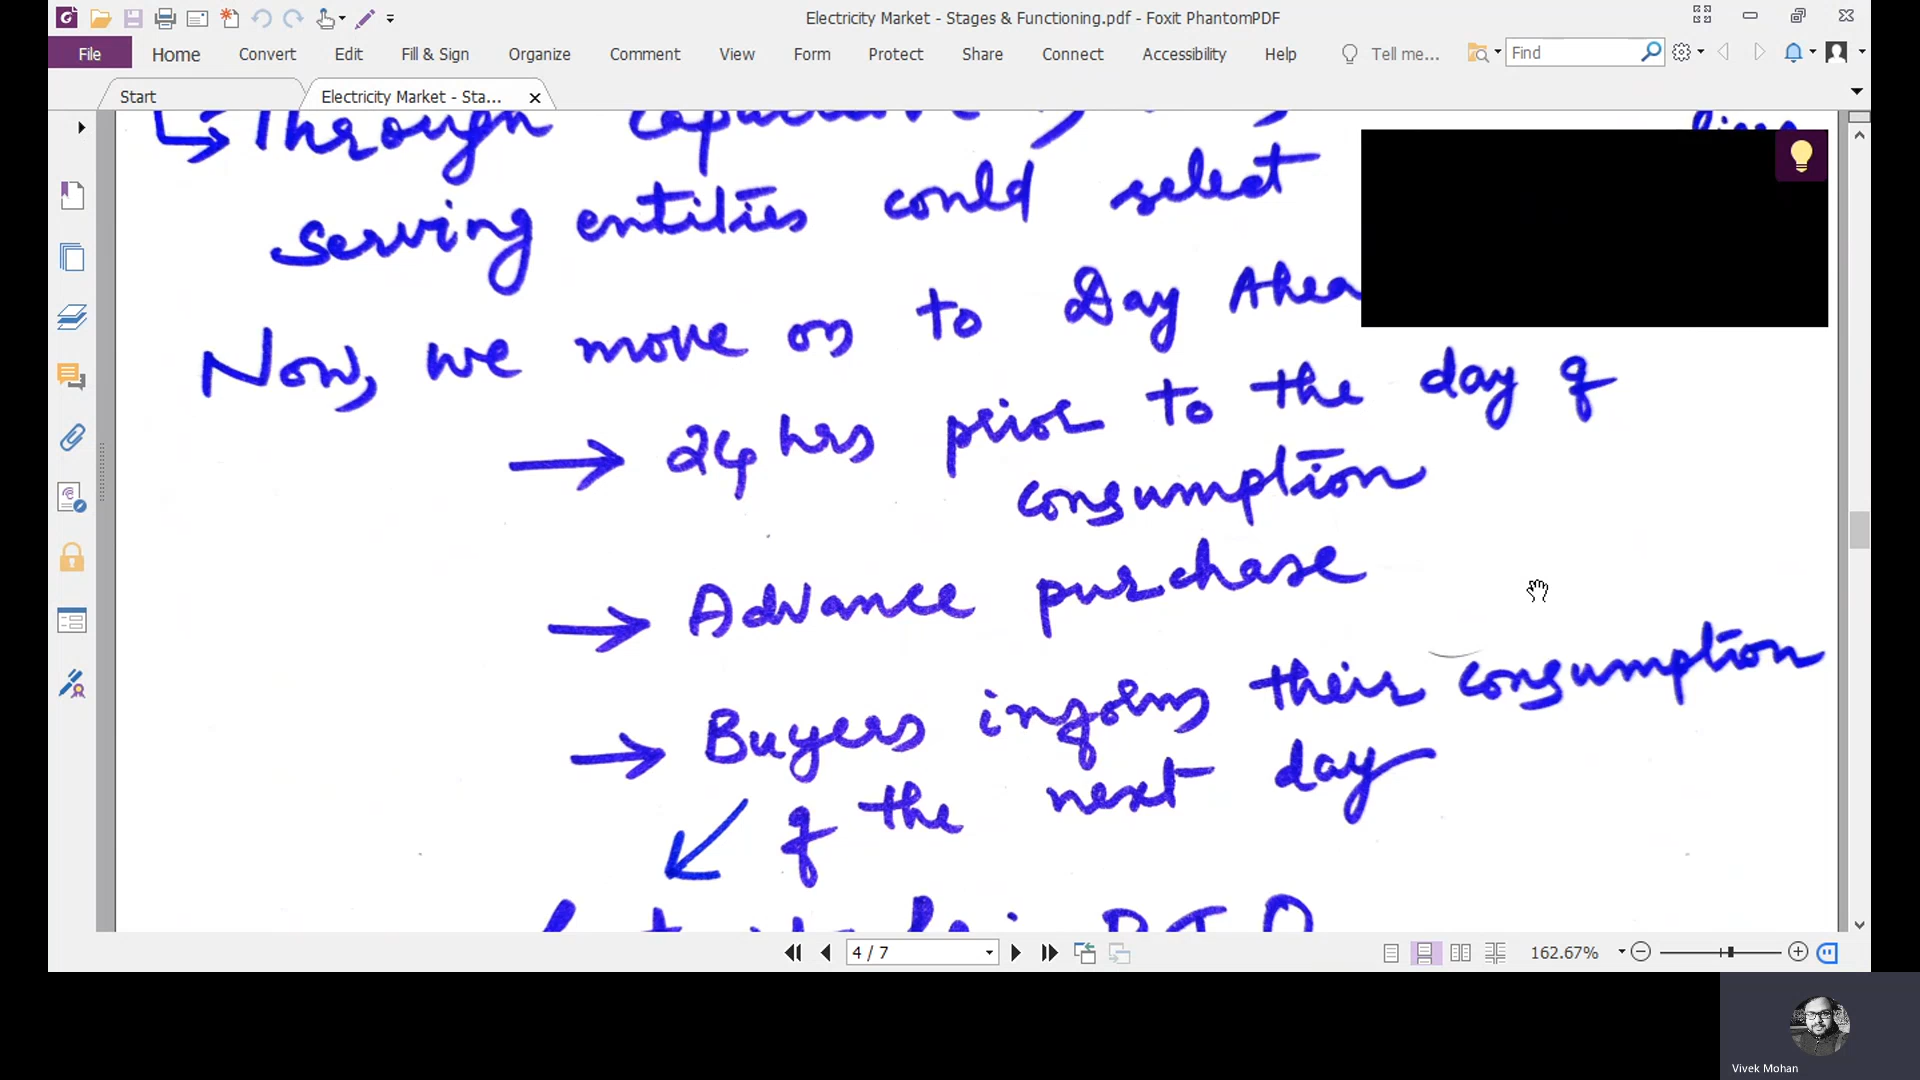 Electricity Market - Stages & Functioning.pdf - Foxit PhantomPDF
File Home Convert Edit Fill & Sign Organize Comment View Form Protect Share Connect Accessibility Help Tell me... Find
Start Electricity Market - Sta...
Through
serving entities could select
Now, we move on to Day Ahea
24 hrs prior to the day of
consumption
Advance purchase
Buyers inform their consumption
of the next day
4 / 7 162.67%
Vivek Mohan